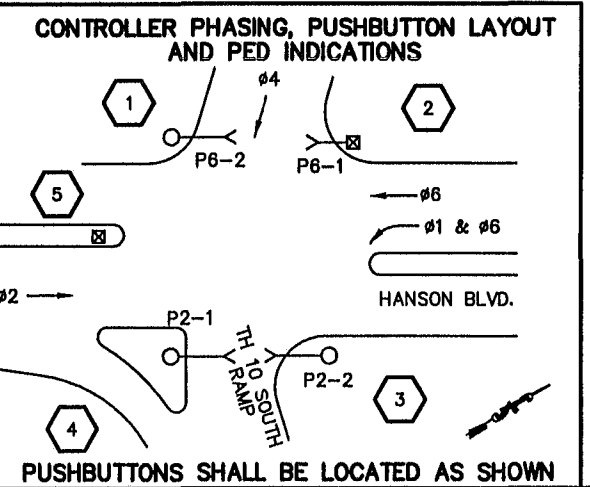 CONTROLLER PHASING, PUSHBUTTON LAYOUT
AND PED INDICATIONS
1
ø4
2
P6-2
P6-1
5
ø6
ø1 & ø6
ø2
HANSON BLVD.
P2-1
TH 10 SOUTH
RAMP
P2-2
3
4
PUSHBUTTONS SHALL BE LOCATED AS SHOWN